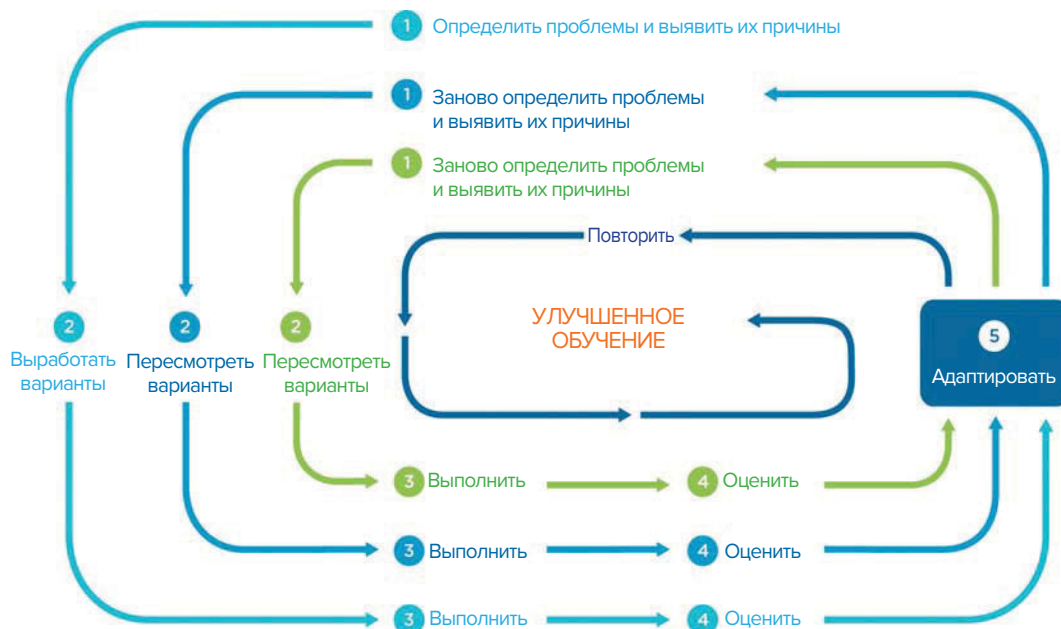 1 Определить проблемы и выявить их причины
1 Заново определить проблемы
и выявить их причины
1 Заново определить проблемы
и выявить их причины
Повторить
УЛУЧШЕННОЕ
ОБУЧЕНИЕ
2
Выработать
варианты
2
Пересмотреть
варианты
2
Пересмотреть
варианты
5
Адаптировать
3 Выполнить
4 Оценить
3 Выполнить
4 Оценить
3 Выполнить
4 Оценить